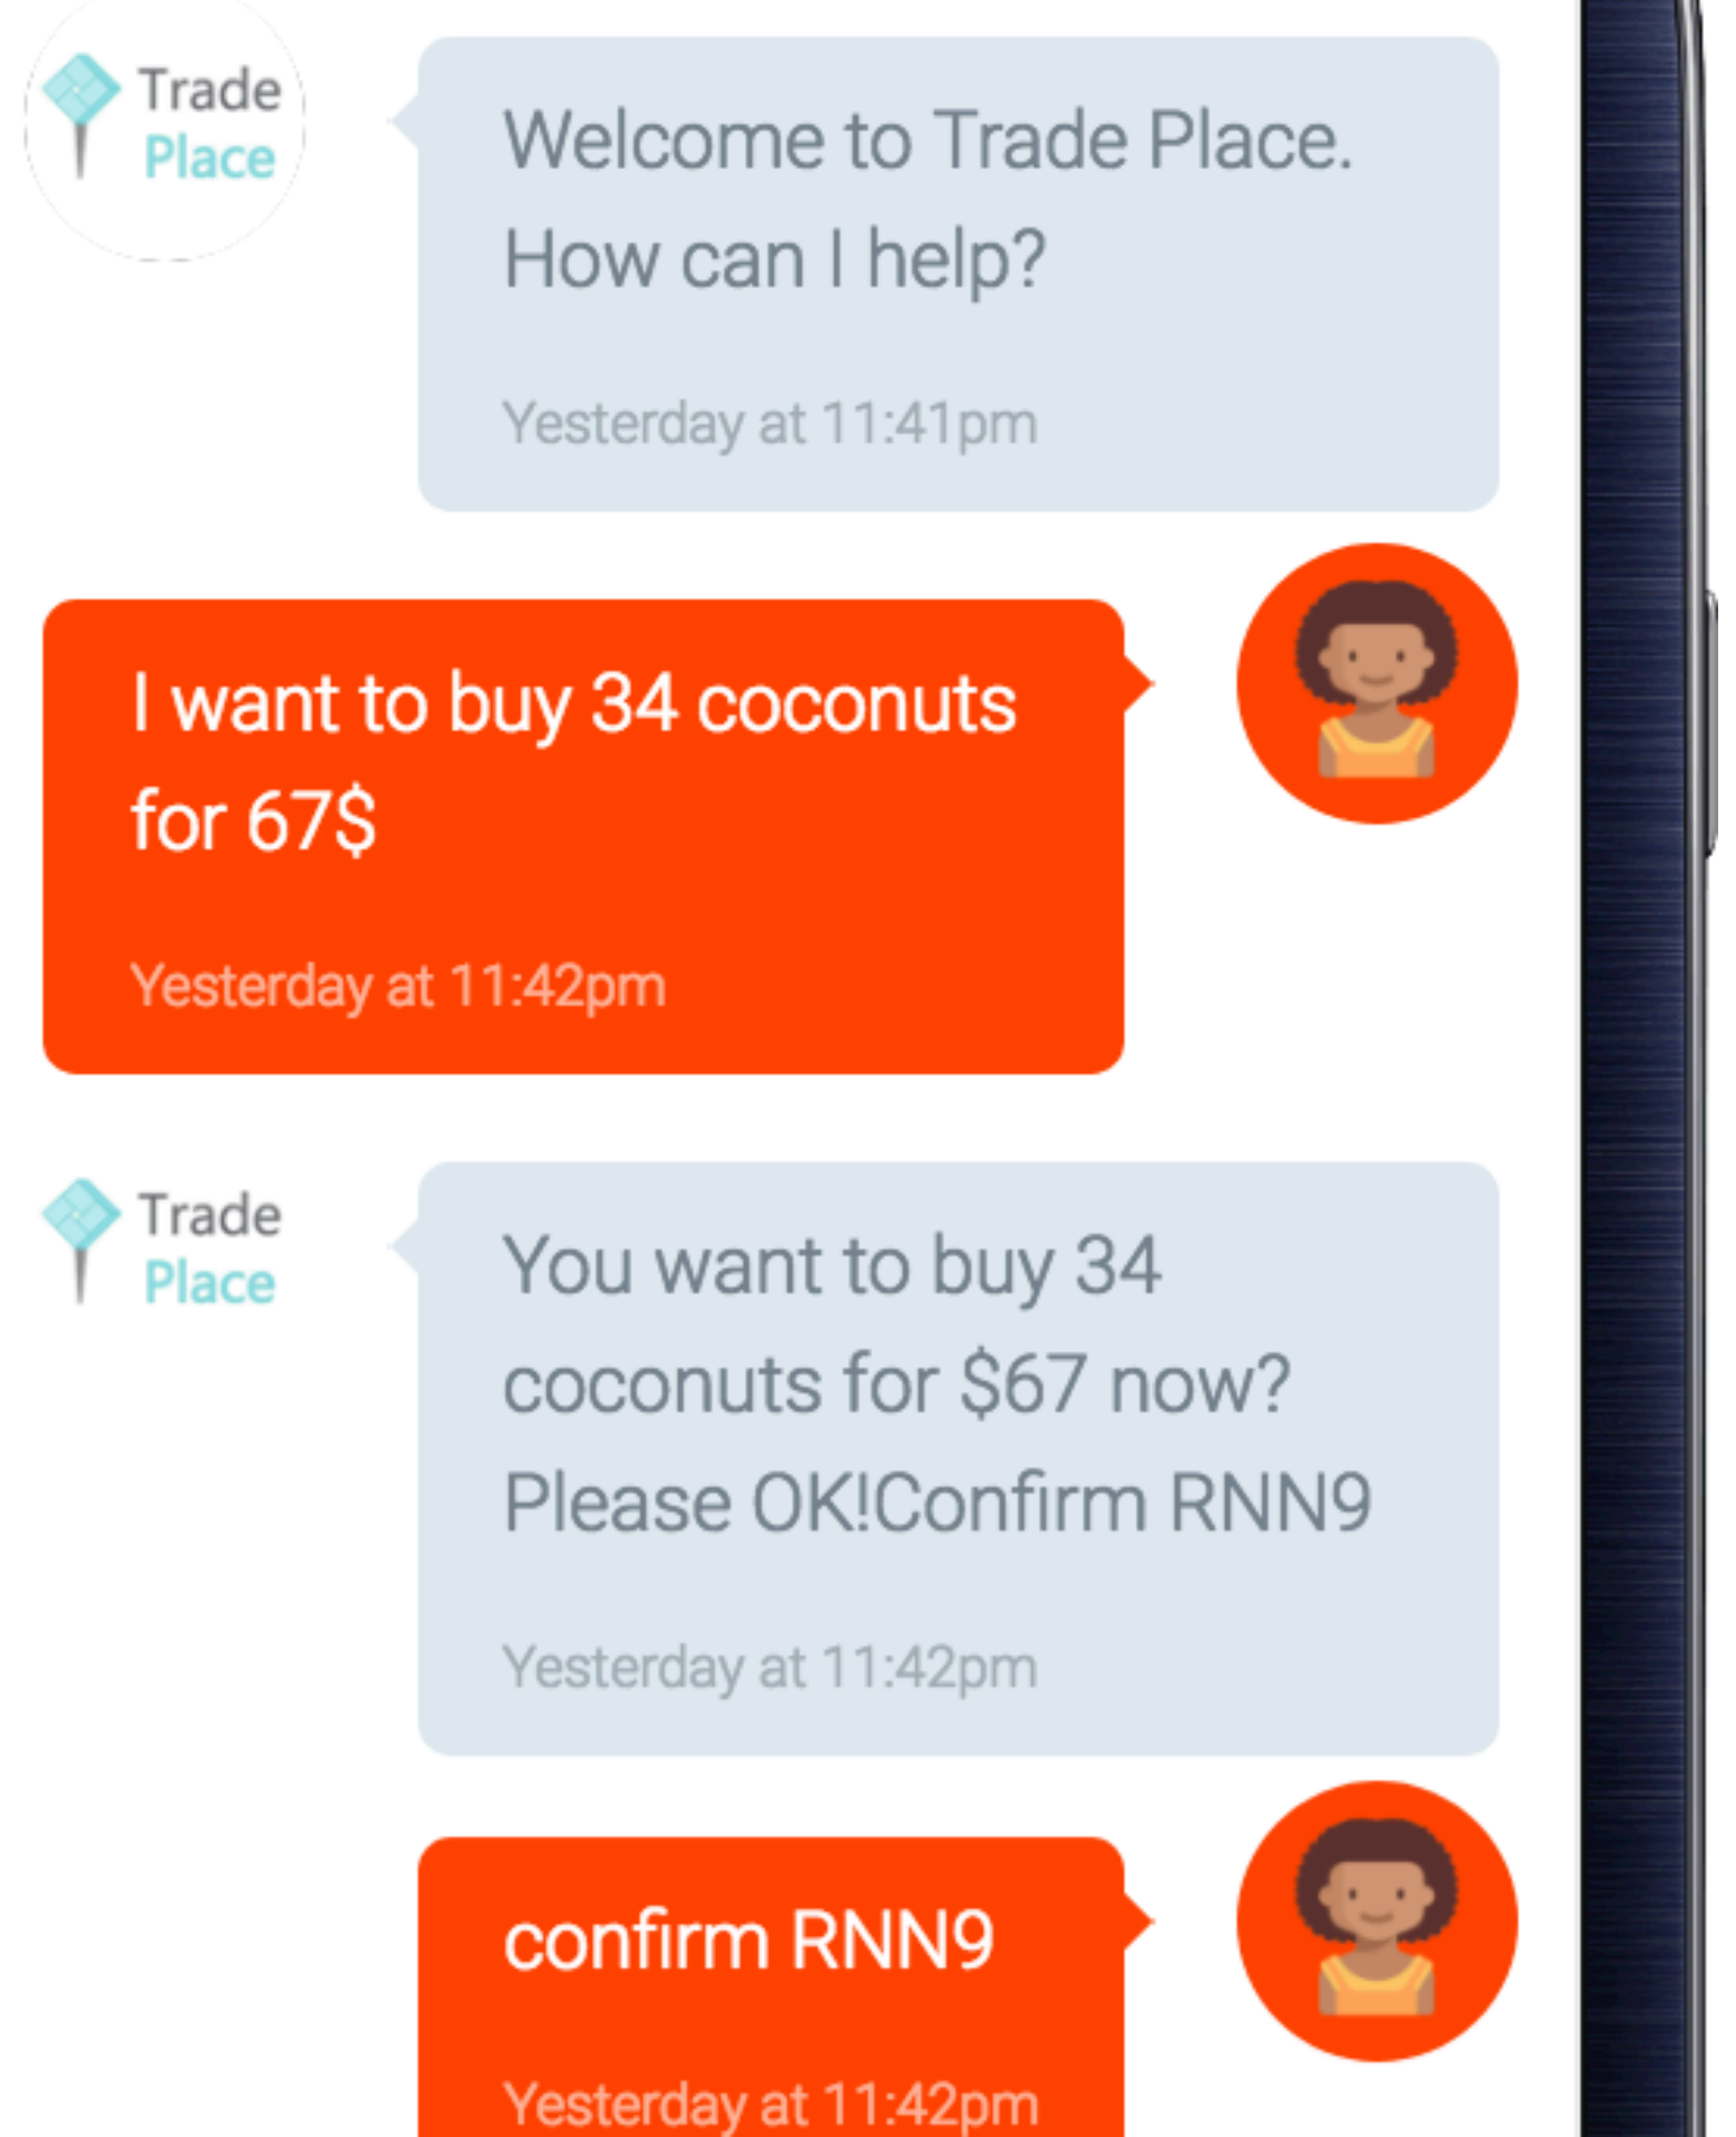 Trade
Place
Welcome to Trade Place.
How can I help?
Yesterday at 11:41pm
I want to buy 34 coconuts
for 67$
Yesterday at 11:42pm
Trade
Place
You want to buy 34
coconuts for $67 now?
Please OK!Confirm RNN9
Yesterday at 11:42pm
confirm RNN9
Yesterday at 11:42pm